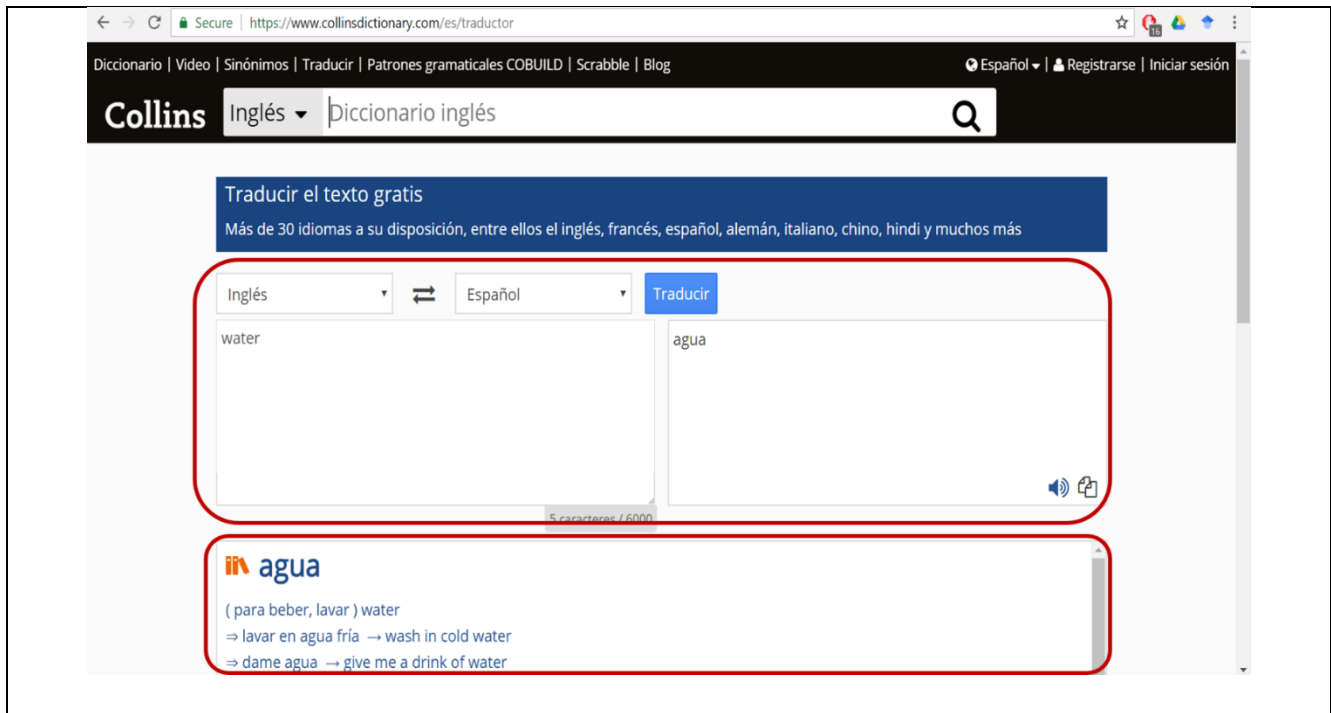 Secure | https://www.collinsdictionary.com/es/traductor
16
Diccionario | Video | Sinónimos | Traducir | Patrones gramaticales COBUILD | Scrabble | Blog
Español | Registrarse | Iniciar sesión
Collins
Inglés
Diccionario inglés
Traducir el texto gratis
Más de 30 idiomas a su disposición, entre ellos el inglés, francés, español, alemán, italiano, chino, hindi y muchos más
Inglés
Español
Traducir
water
agua
5 caracteres / 6000
agua
( para beber, lavar ) water
⇒ lavar en agua fría → wash in cold water
⇒ dame agua → give me a drink of water